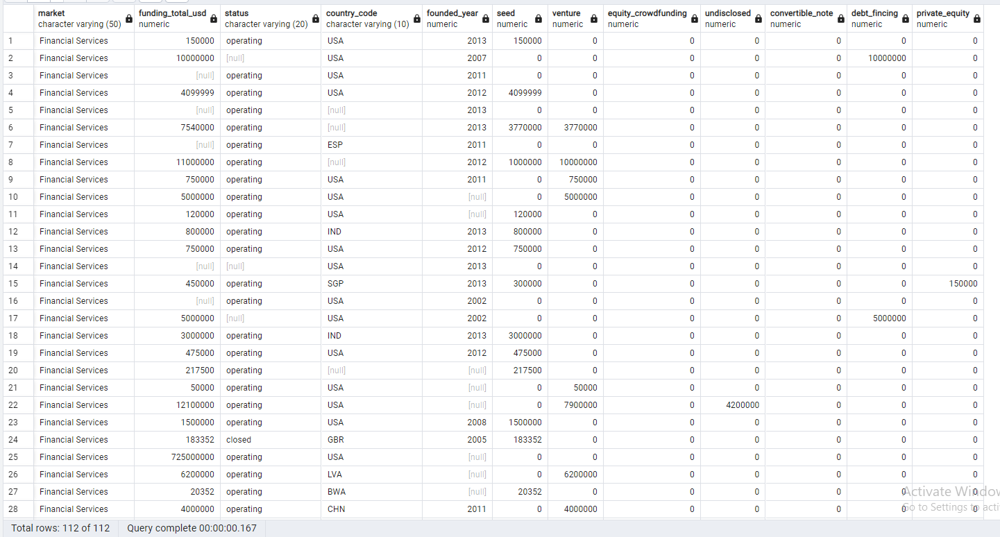 market funding_total_usd status country_code founded_year seed venture equity_crowdfunding undisclosed convertible_note debt_fincing private_equity
character varying (50) numeric character varying (20) character varying (10) numeric numeric numeric numeric numeric numeric numeric numeric
1 Financial Services 150000 operating USA 2013 150000 0 0 0 0 0 0
2 Financial Services 10000000 [null] USA 2007 0 0 0 0 0 10000000 0
3 Financial Services [null] operating USA 2011 0 0 0 0 0 0 0
4 Financial Services 4099999 operating USA 2012 4099999 0 0 0 0 0 0
5 Financial Services [null] operating [null] 2013 0 0 0 0 0 0 0
6 Financial Services 7540000 operating [null] 2013 3770000 3770000 0 0 0 0 0
7 Financial Services [null] operating ESP 2011 0 0 0 0 0 0 0
8 Financial Services 11000000 operating [null] 2012 1000000 10000000 0 0 0 0 0
9 Financial Services 750000 operating USA 2011 0 750000 0 0 0 0 0
10 Financial Services 5000000 operating USA [null] 0 5000000 0 0 0 0 0
11 Financial Services 120000 operating USA [null] 120000 0 0 0 0 0 0
12 Financial Services 800000 operating IND 2013 800000 0 0 0 0 0 0
13 Financial Services 750000 operating USA 2012 750000 0 0 0 0 0 0
14 Financial Services [null] [null] USA 2013 0 0 0 0 0 0 0
15 Financial Services 450000 operating SGP 2013 300000 0 0 0 0 0 150000
16 Financial Services [null] operating USA 2002 0 0 0 0 0 0 0
17 Financial Services 5000000 [null] USA 2002 0 0 0 0 0 5000000 0
18 Financial Services 3000000 operating IND 2013 3000000 0 0 0 0 0 0
19 Financial Services 475000 operating USA 2012 475000 0 0 0 0 0 0
20 Financial Services 217500 operating [null] [null] 217500 0 0 0 0 0 0
21 Financial Services 50000 operating USA [null] 0 50000 0 0 0 0 0
22 Financial Services 12100000 operating USA [null] 0 7900000 0 4200000 0 0 0
23 Financial Services 1500000 operating USA 2008 1500000 0 0 0 0 0 0
24 Financial Services 183352 closed GBR 2005 183352 0 0 0 0 0 0
25 Financial Services 725000000 operating USA [null] 0 0 0 0 0 0 0
26 Financial Services 6200000 operating LVA [null] 0 6200000 0 0 0 0 0
27 Financial Services 20352 operating BWA [null] 20352 0 0 0 0 0 0
Activate Window
28 Financial Services 4000000 operating CHN 2011 0 4000000 0 0 0 0 0
Go to Settings to acti
Total rows: 112 of 112 Query complete 00:00:00.167